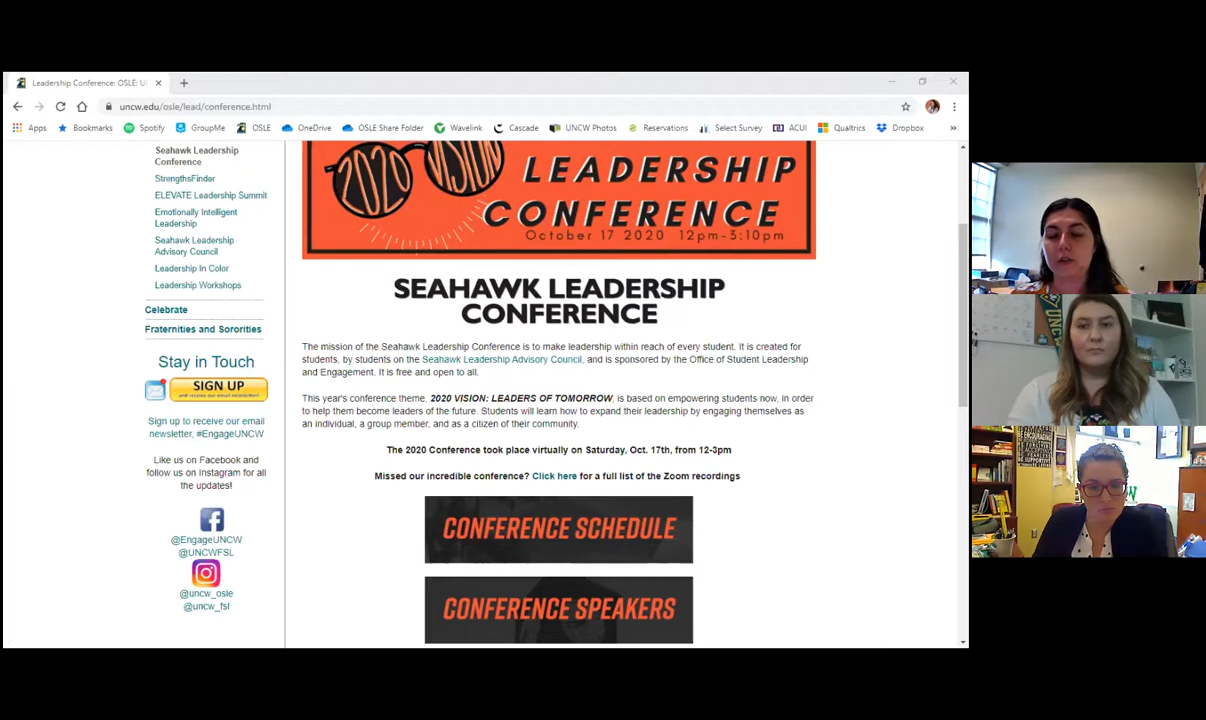 Leadership Conference: OSLE: U
uncw.edu/osle/lead/conference.html
Apps Bookmarks Spotify GroupMe OSLE OneDrive OSLE Share Folder Wavelink Cascade UNCW Photos Reservations Select Survey ACUI Qualtrics Dropbox »
Seahawk Leadership
Conference
StrengthsFinder
ELEVATE Leadership Summit
Emotionally Intelligent
Leadership
Seahawk Leadership
Advisory Council
Leadership In Color
Leadership Workshops
Celebrate
Fraternities and Sororities
Stay in Touch
SIGN UP
and receive our email newsletter!
Sign up to receive our email
newsletter, #EngageUNCW
Like us on Facebook and
follow us on Instagram for all
the updates!
@EngageUNCW
@UNCWFSL
@uncw_osle
@uncw_fsl
2020 VISION
LEADERSHIP
CONFERENCE
October 17 2020 12pm-3:10pm
SEAHAWK LEADERSHIP
CONFERENCE
The mission of the Seahawk Leadership Conference is to make leadership within reach of every student. It is created for
students, by students on the Seahawk Leadership Advisory Council, and is sponsored by the Office of Student Leadership
and Engagement. It is free and open to all.
This year's conference theme, 2020 VISION: LEADERS OF TOMORROW, is based on empowering students now, in order
to help them become leaders of the future. Students will learn how to expand their leadership by engaging themselves as
an individual, a group member, and as a citizen of their community.
The 2020 Conference took place virtually on Saturday, Oct. 17th, from 12-3pm
Missed our incredible conference? Click here for a full list of the Zoom recordings
CONFERENCE SCHEDULE
CONFERENCE SPEAKERS
UNC
BE ENCOURAGING
BE SUPPORTIVE